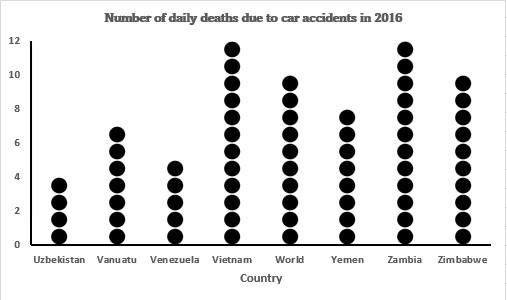 Number of daily deaths due to car accidents in 2016
12
10
8
6
4
2
0
Uzbekistan Vanuatu Venezuela Vietnam World Yemen Zambia Zimbabwe
Country